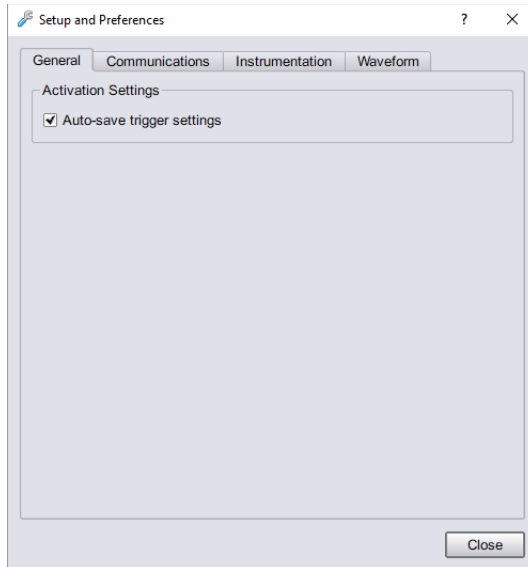 Setup and Preferences ?
General Communications Instrumentation Waveform
Activation Settings
Auto-save trigger settings
Close